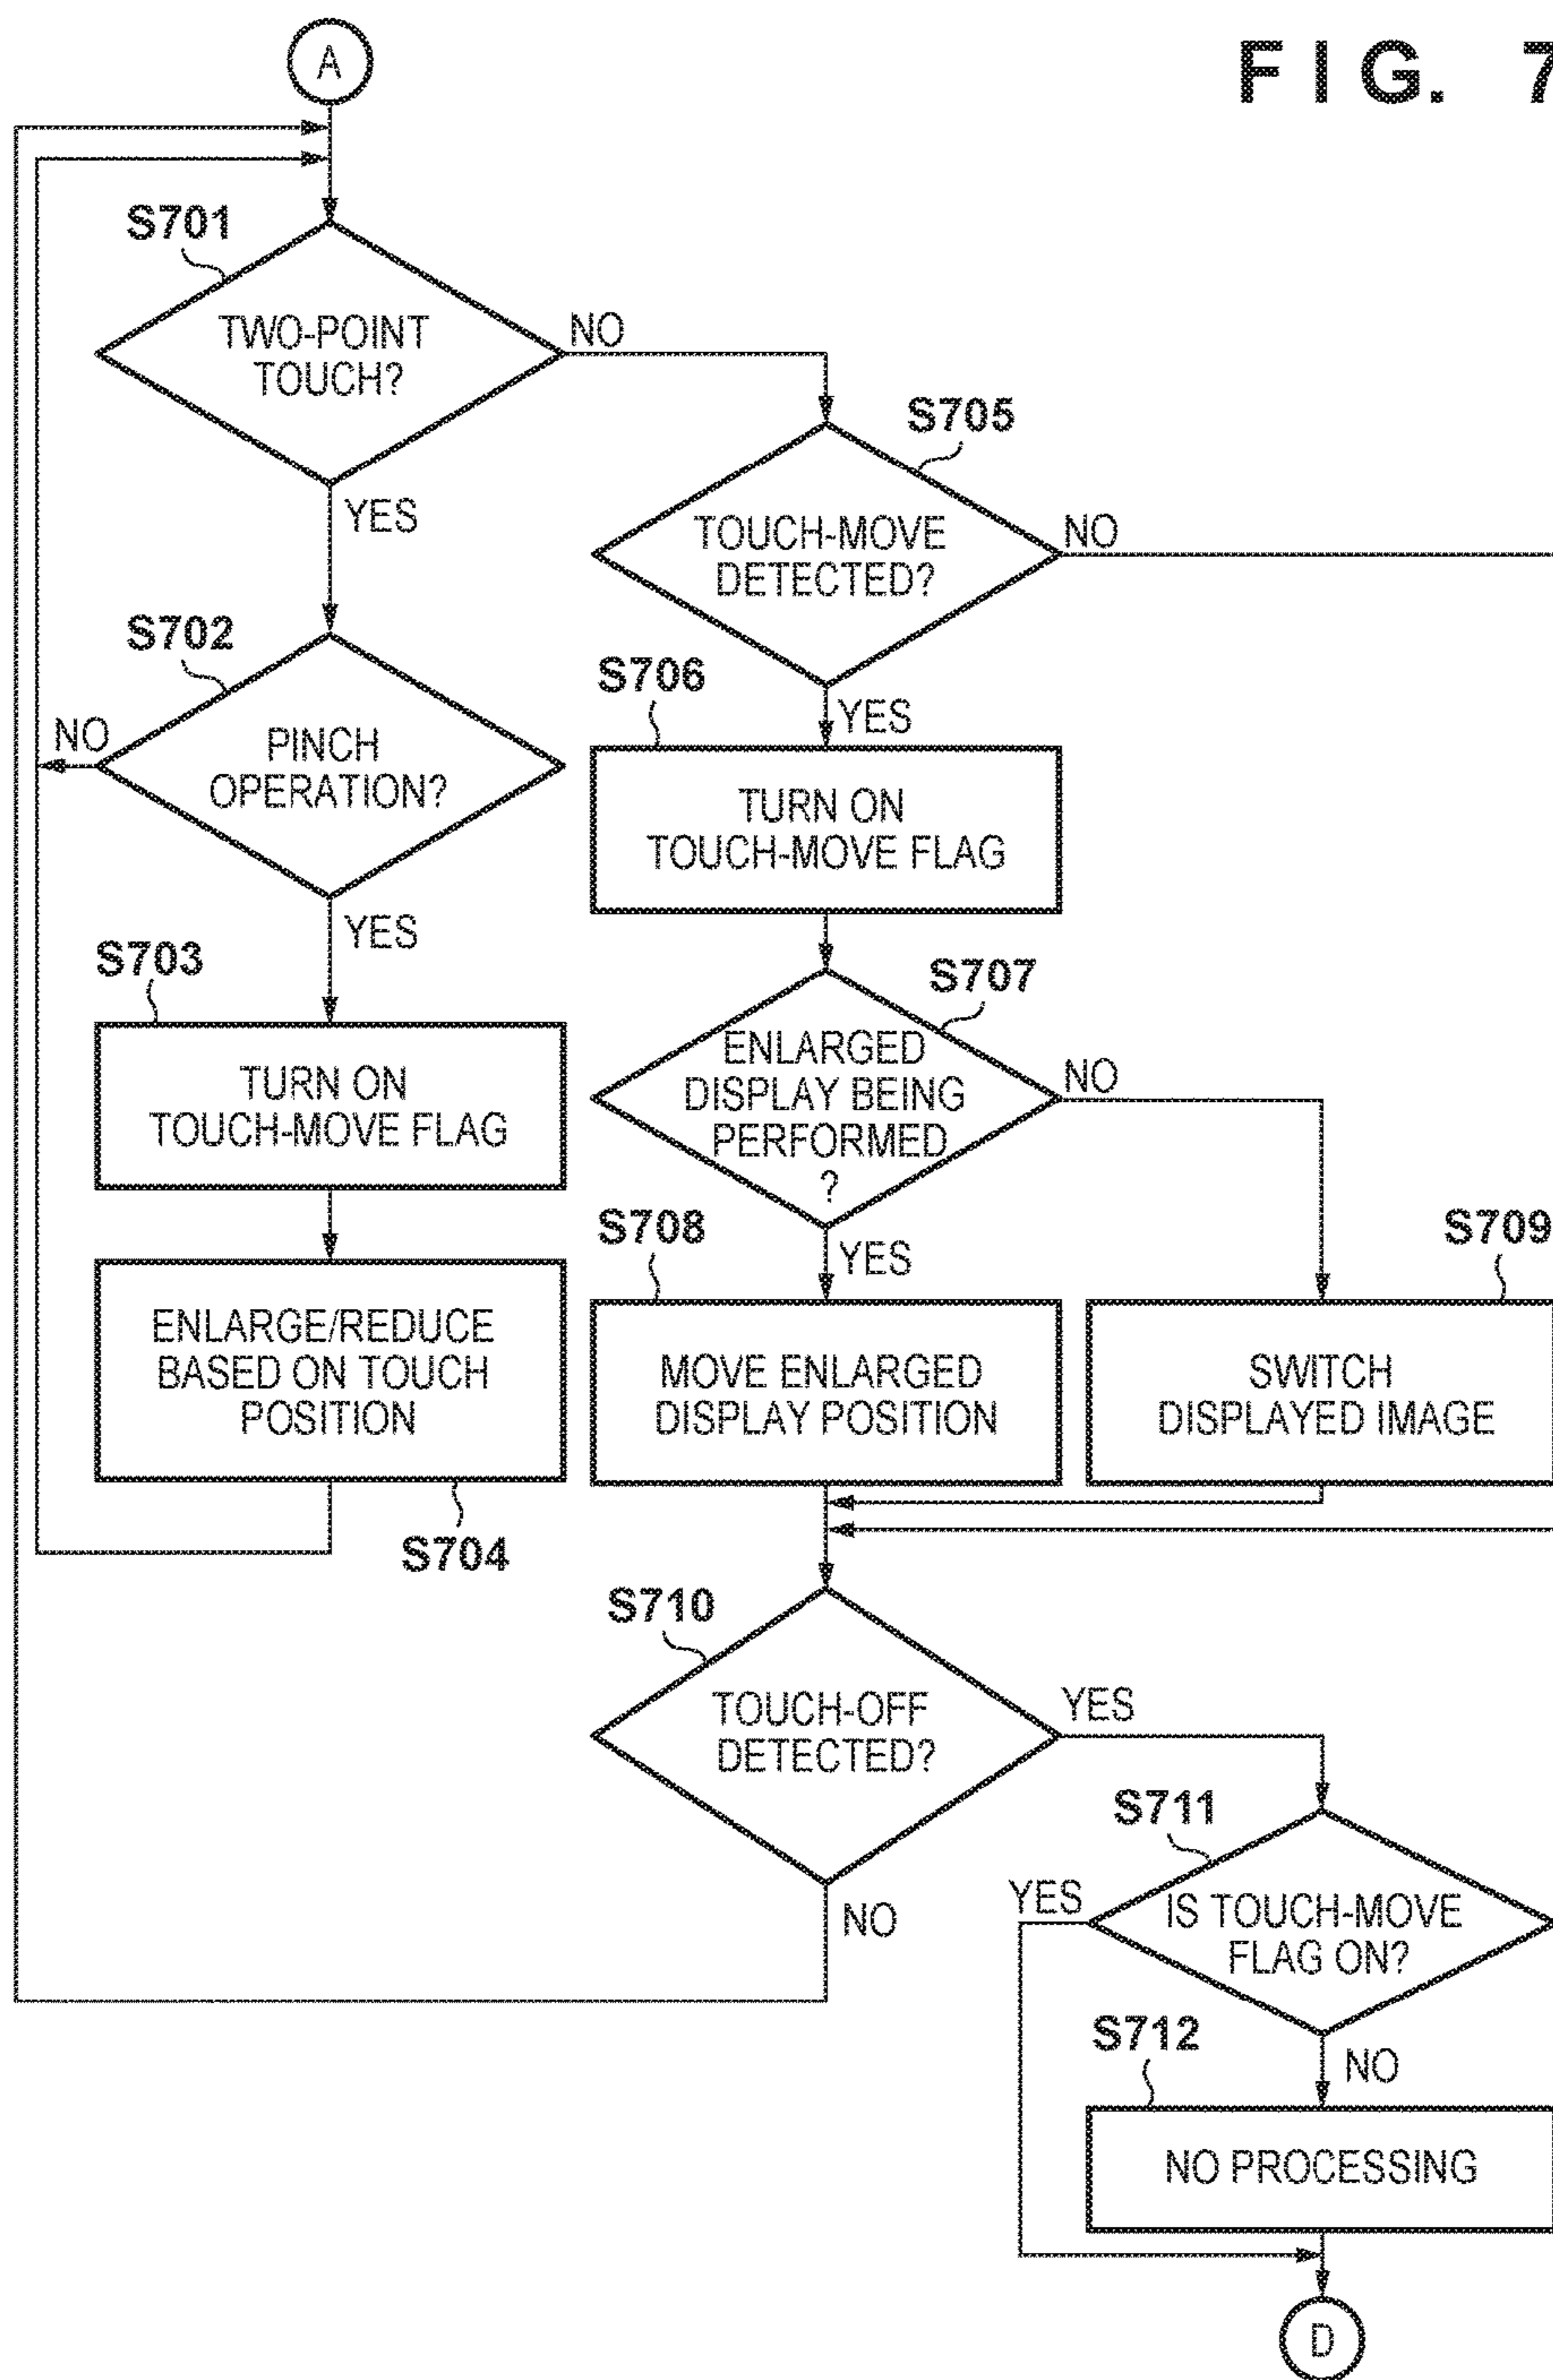 FIG. 7
A
S701
TWO-POINT
TOUCH?
NO
YES
S705
TOUCH-MOVE
DETECTED?
NO
YES
S702
PINCH
OPERATION?
NO
YES
S706
TURN ON
TOUCH-MOVE FLAG
S703
TURN ON
TOUCH-MOVE FLAG
S707
ENLARGED
DISPLAY BEING
PERFORMED
?
NO
YES
S704
ENLARGE/REDUCE
BASED ON TOUCH
POSITION
S708
MOVE ENLARGED
DISPLAY POSITION
S709
SWITCH
DISPLAYED IMAGE
S710
TOUCH-OFF
DETECTED?
YES
NO
S711
IS TOUCH-MOVE
FLAG ON?
YES
NO
S712
NO PROCESSING
D